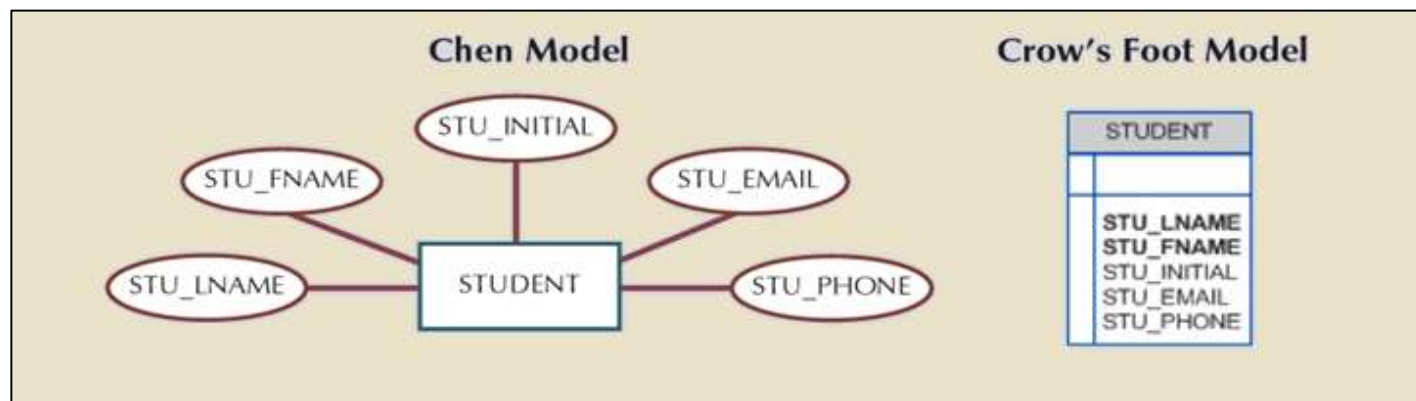 Chen Model
STU_INITIAL
STU_FNAME
STU_EMAIL
STU_LNAME
STUDENT
STU_PHONE
Crow's Foot Model
STUDENT
STU_LNAME
STU_FNAME
STU_INITIAL
STU_EMAIL
STU_PHONE